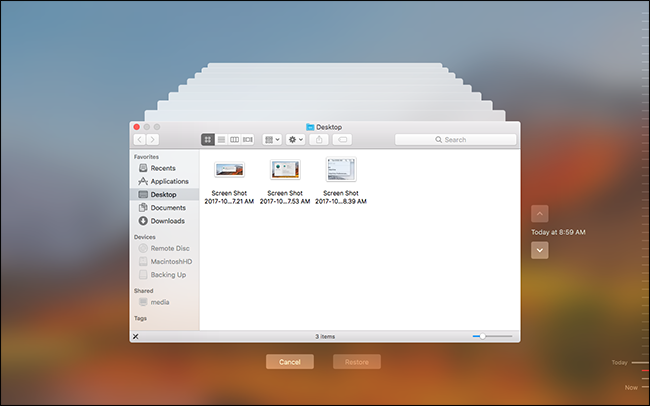 Desktop
Search
Favorites
Recents
Applications
Desktop
Documents
Downloads
Devices
Remote Disc
MacintoshHD
Backing Up
Shared
media
Tags
Screen Shot
2017-10...7.21 AM
Screen Shot
2017-10...7.53 AM
Screen Shot
2017-10...8.39 AM
3 items
Today at 8:59 AM
Cancel
Restore
Today
Now